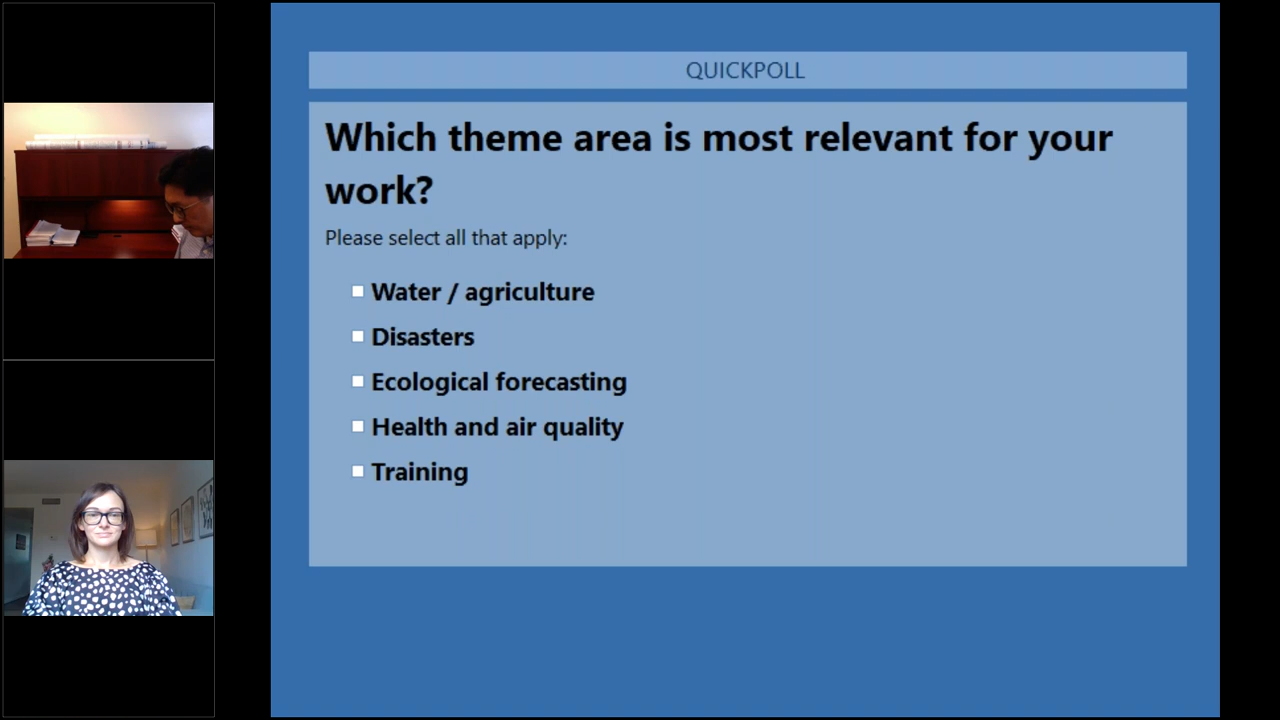 QUICKPOLL
Which theme area is most relevant for your
work?
Please select all that apply:
Water / agriculture
Disasters
Ecological forecasting
Health and air quality
Training